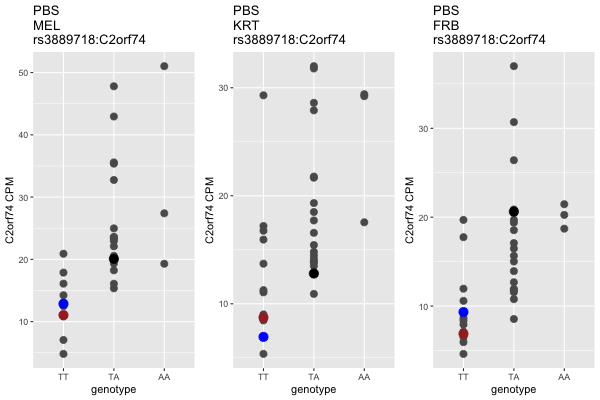 PBS
MEL
rs3889718:C2orf74
C2orf74 CPM
50
40
30
20
10
TT TA AA
genotype
PBS
KRT
rs3889718:C2orf74
C2orf74 CPM
30
20
10
TT TA AA
genotype
PBS
FRB
rs3889718:C2orf74
C2orf74 CPM
30
20
10
TT TA AA
genotype